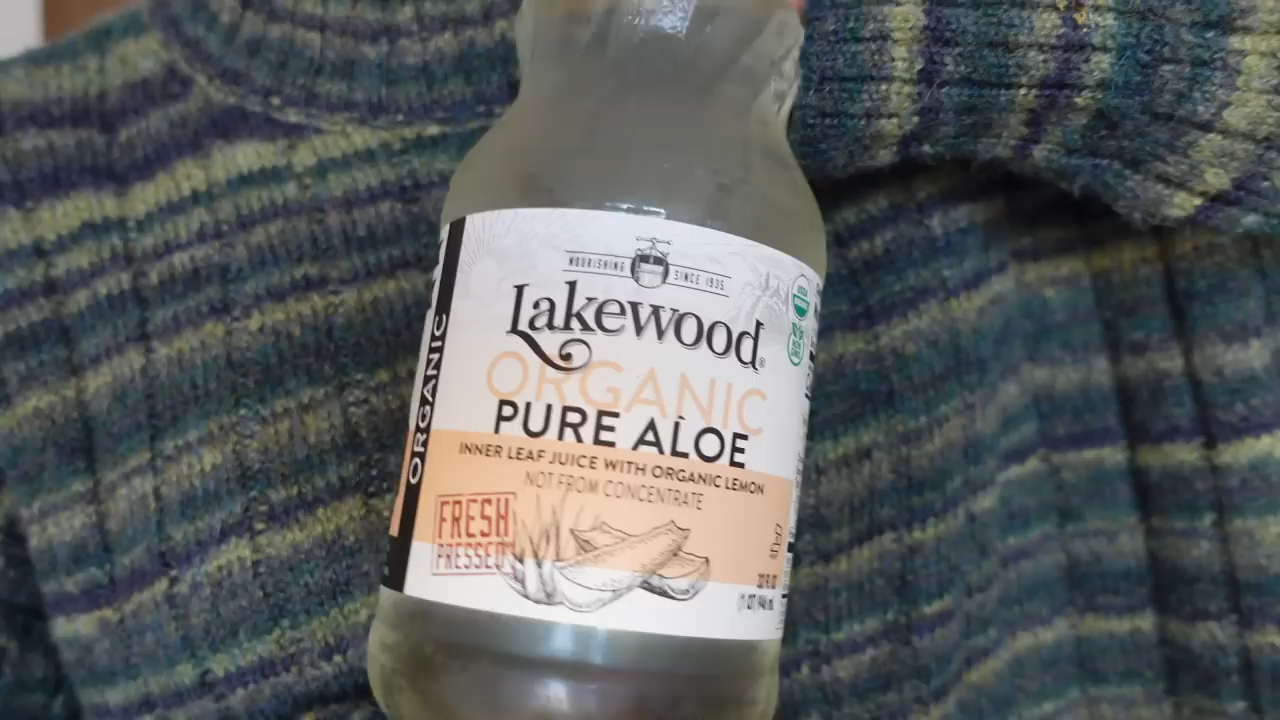 NOURISHING SINCE 1935
Lakewood®
ORGANIC
PURE ALOE
INNER LEAF JUICE WITH ORGANIC LEMON
NOT FROM CONCENTRATE
FRESH
PRESSED
ORGANIC
USDA